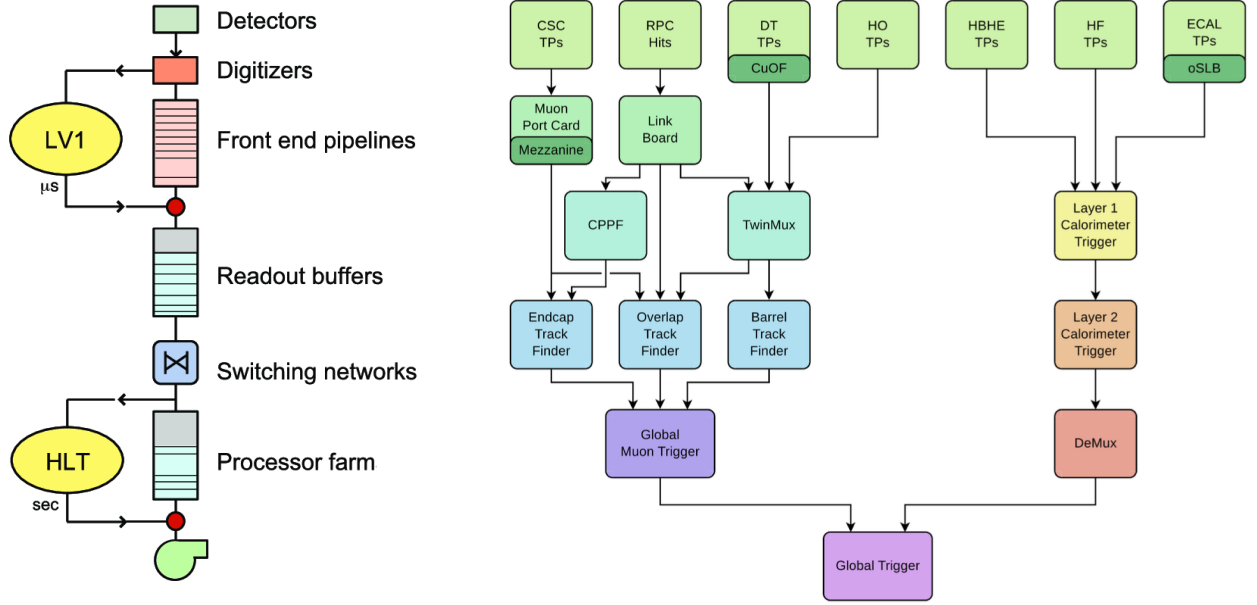 Detectors
Digitizers
LV1
Front end pipelines
μs
Readout buffers
Switching networks
HLT
Processor farm
sec
CSC
TPs
RPC
Hits
DT
TPs
CuOF
HO
TPs
HBHE
TPs
HF
TPs
ECAL
TPs
oSLB
Muon
Port Card
Mezzanine
Link
Board
CPPF
TwinMux
Layer 1
Calorimeter
Trigger
Endcap
Track
Finder
Overlap
Track
Finder
Barrel
Track
Finder
Layer 2
Calorimeter
Trigger
Global
Muon Trigger
DeMux
Global Trigger